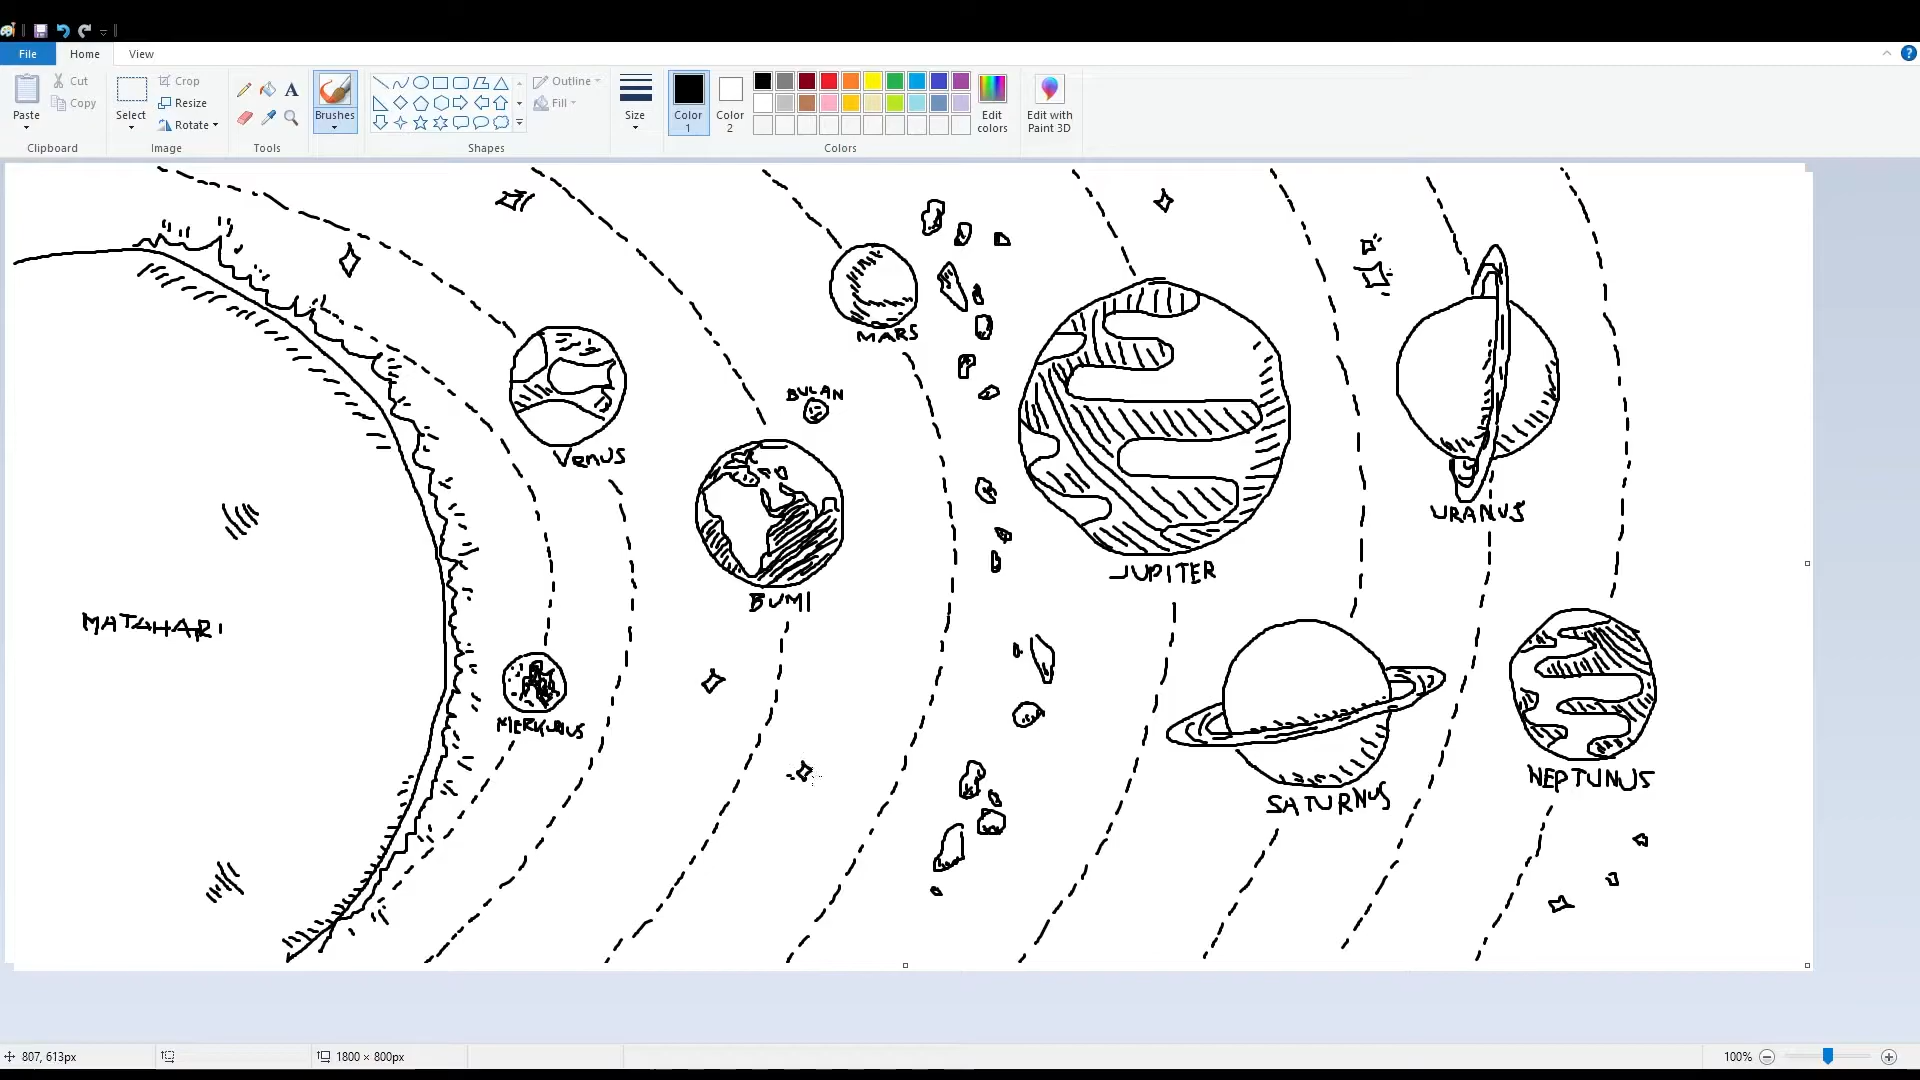 File Home View
Paste
Cut
Copy
Clipboard
Select
Crop
Resize
Rotate
Image
Tools
Brushes
Shapes
Outline
Fill
Size
Color 1
Color 2
Edit colors
Colors
Edit with Paint 3D
MARS
BULAN
VENUS
URANUS
JUPITER
BUMI
MATAHARI
MERKURIUS
NEPTUNUS
SATURNUS
807, 613px
1800 × 800px
100%